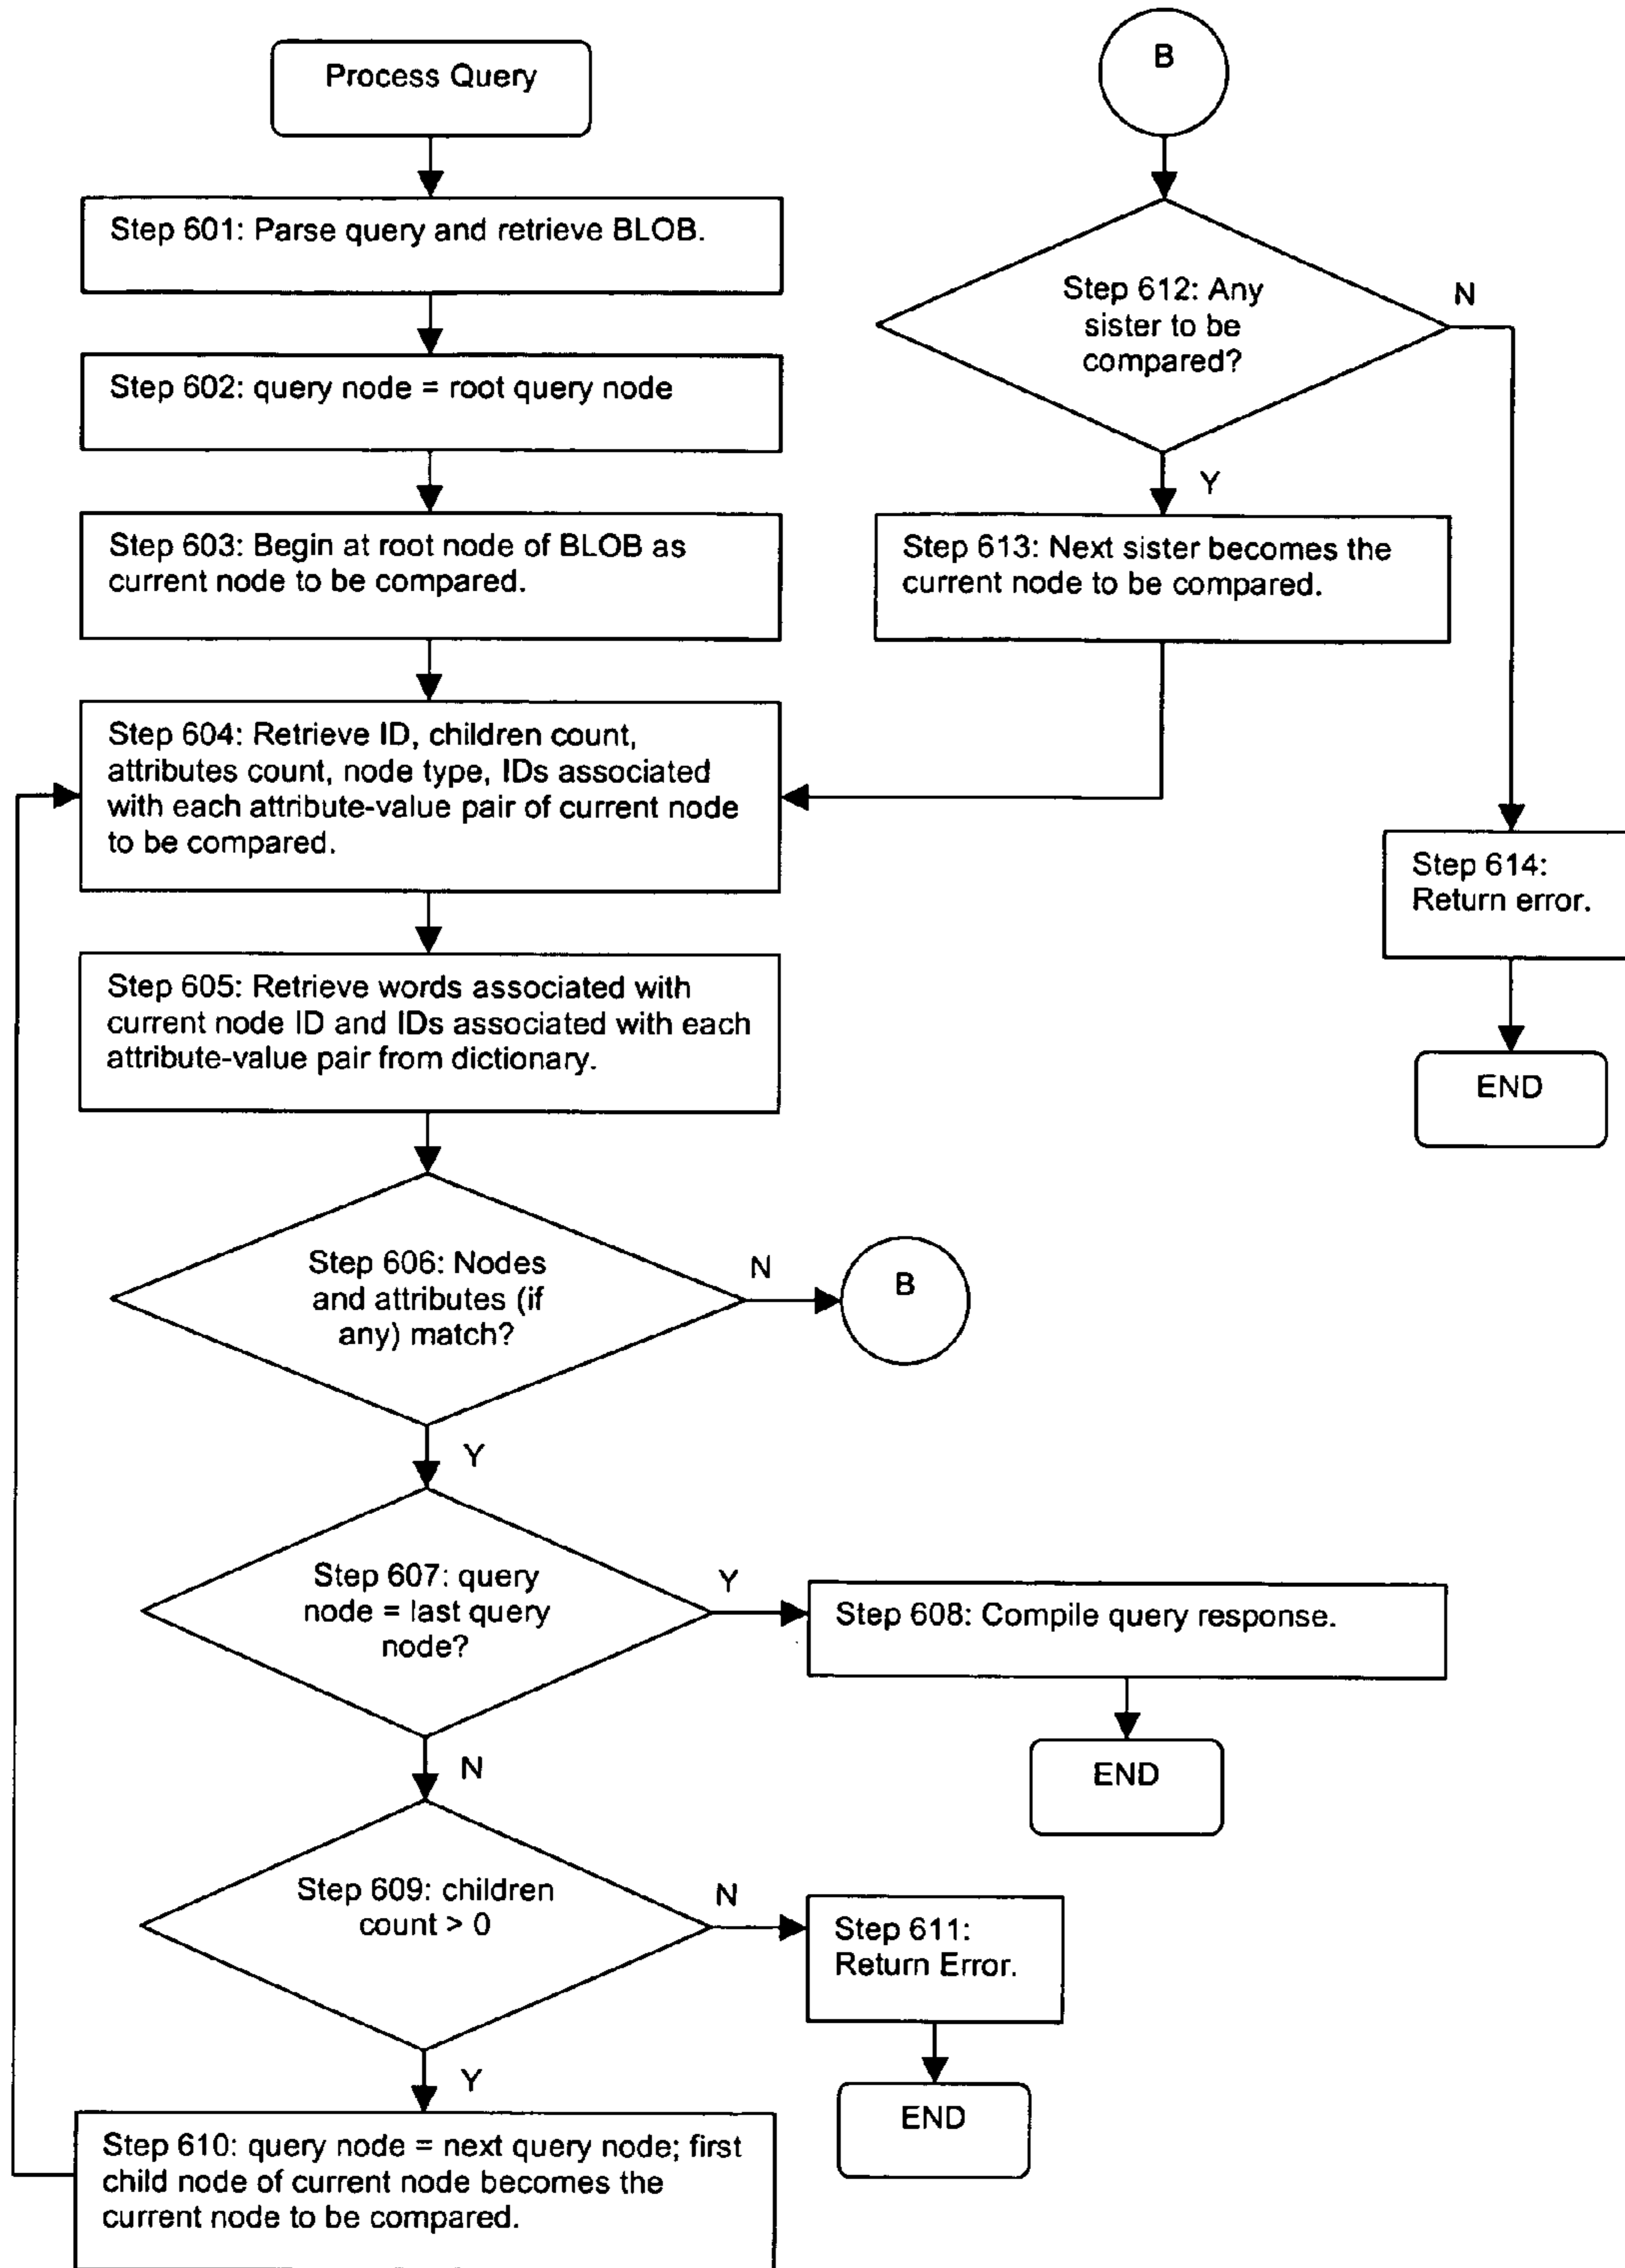 Process Query
Step 601: Parse query and retrieve BLOB.
Step 602: query node = root query node
Step 603: Begin at root node of BLOB as
current node to be compared.
Step 604: Retrieve ID, children count,
attributes count, node type, IDs associated
with each attribute-value pair of current node
to be compared.
Step 605: Retrieve words associated with
current node ID and IDs associated with each
attribute-value pair from dictionary.
Step 606: Nodes
and attributes (if
any) match?
N
B
Y
Step 607: query
node = last query
node?
Y
Step 608: Compile query response.
END
N
Step 609: children
count > 0
N
Step 611:
Return Error.
END
Y
Step 610: query node = next query node; first
child node of current node becomes the
current node to be compared.
B
Step 612: Any
sister to be
compared?
N
Y
Step 613: Next sister becomes the
current node to be compared.
Step 614:
Return error.
END